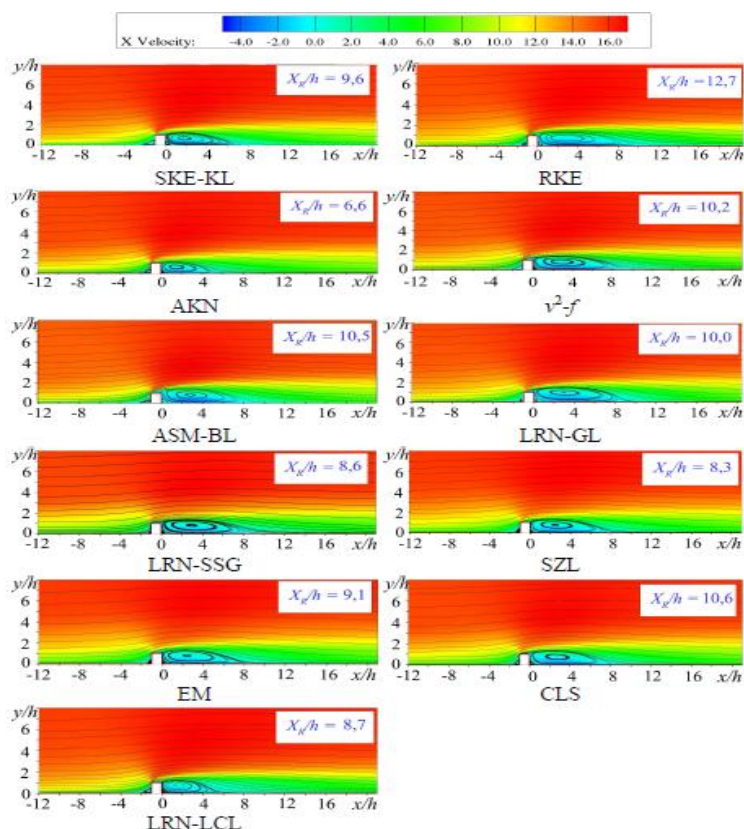 -4.0 -2.0 0.0 2.0 4.0 6.0 8.0 10.0 12.0 14.0 16.0
X Velocity:
y/h
6
4
2
0
X_R/h = 9,6
-12 -8 -4 0 4 8 12 16 x/h
SKE-KL
y/h
6
4
2
0
X_R/h =12,7
-12 -8 -4 0 4 8 12 16 x/h
RKE
y/h
6
4
2
0
X_R/h = 6,6
-12 -8 -4 0 4 8 12 16 x/h
AKN
y/h
6
4
2
0
X_R/h =10,2
-12 -8 -4 0 4 8 12 16 x/h
v²-f
y/h
6
4
2
0
X_R/h = 10,5
-12 -8 -4 0 4 8 12 16 x/h
ASM-BL
y/h
6
4
2
0
X_R/h = 10,0
-12 -8 -4 0 4 8 12 16 x/h
LRN-GL
y/h
6
4
2
0
X_R/h = 8,6
-12 -8 -4 0 4 8 12 16 x/h
LRN-SSG
y/h
6
4
2
0
X_R/h = 8,3
-12 -8 -4 0 4 8 12 16 x/h
SZL
y/h
6
4
2
0
X_R/h = 9,1
-12 -8 -4 0 4 8 12 16 x/h
EM
y/h
6
4
2
0
X_R/h = 10,6
-12 -8 -4 0 4 8 12 16 x/h
CLS
y/h
6
4
2
0
X_R/h = 8,7
-12 -8 -4 0 4 8 12 16 x/h
LRN-LCL